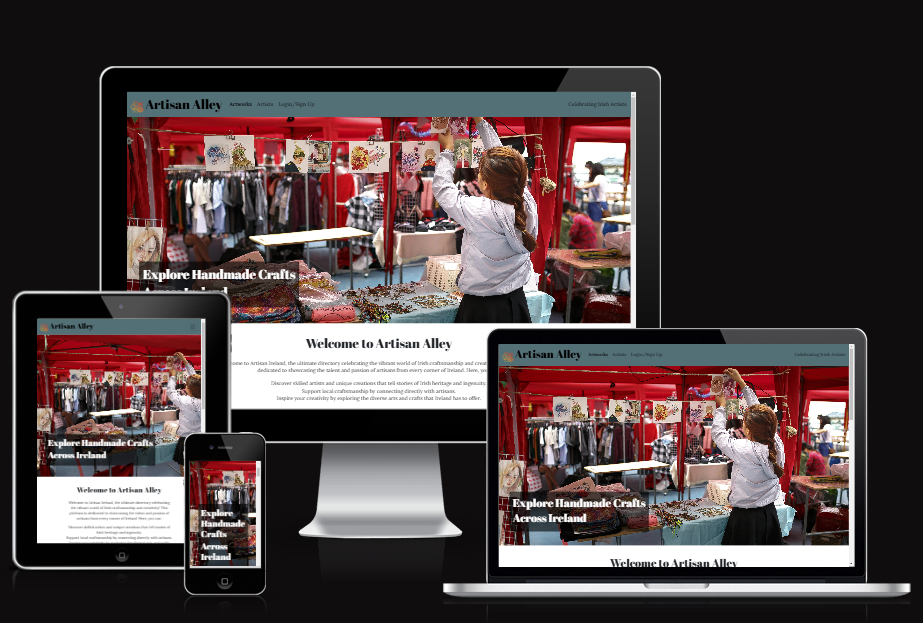 Artisan Alley Artworks Artists Login/Sign Up Celebrating Irish Artists
Explore Handmade Crafts
Welcome to Artisan Alley
to Artisan Ireland, the ultimate directory celebrating the vibrant world of Irish craftsmanship and
dedicated to showcasing the talent and passion of artisans from every corner of Ireland. Here,
Discover skilled artists and unique creations that tell stories of Irish heritage and ingenuity
Support local craftsmanship by connecting directly with artisans.
Inspire your creativity by exploring the diverse arts and crafts that Ireland has to offer.
Artisan Alley
Explore Handmade Crafts
Across Ireland
Welcome to Artisan Alley
Welcome to Artisan Ireland, the ultimate directory celebrating
the vibrant world of Irish craftsmanship and creativity! This
platform is dedicated to showcasing the talent and passion of
artisans from every corner of Ireland. Here, you can
Discover skilled artists and unique creations that tell stories of
Irish heritage and ingenuity.
Support local craftsmanship by connecting directly with artisans.
Explore
Handmade
Crafts
Across
Ireland
Artisan Alley Artworks Artists Login/Sign Up Celebrating Irish Artists
Explore Handmade Crafts
Across Ireland
Welcome to Artisan Alley